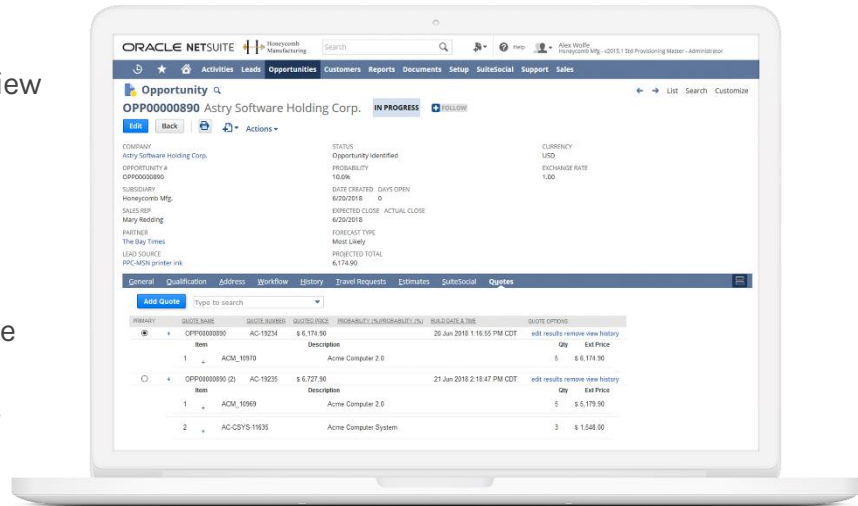 iew
e
ORACLE NETSUITE Honeycomb Manufacturing Search Help Alex Wolfe
Honeycomb Mfg - v2015.1 Std Provisioning Master - Administrator
Activities Leads Opportunities Customers Reports Documents Setup SuiteSocial Support Sales
Opportunity List Search Customize
OPP00000890 Astry Software Holding Corp. IN PROGRESS FOLLOW
Edit Back Actions
COMPANY STATUS CURRENCY
Astry Software Holding Corp. Opportunity Identified USD
OPPORTUNITY # PROBABILITY EXCHANGE RATE
OPP00000890 10.0% 1.00
SUBSIDIARY DATE CREATED DAYS OPEN
Honeycomb Mfg. 6/20/2018 0
SALES REP EXPECTED CLOSE ACTUAL CLOSE
Mary Redding 6/20/2018
PARTNER FORECAST TYPE
The Bay Times Most Likely
LEAD SOURCE PROJECTED TOTAL
PPC-MSN printer ink 6,174.90
General Qualification Address Workflow History Travel Requests Estimates SuiteSocial Quotes
Add Quote Type to search
PRIMARY QUOTE NAME QUOTE NUMBER QUOTED PRICE PROBABILITY (%)PROBABILITY (%) BUILD DATE & TIME QUOTE OPTIONS
+ OPP00000890 AC-19234 $ 6,174.90 20 Jun 2018 1:16:55 PM CDT edit results remove view history
Item Description Qty Ext Price
1 + ACM_10970 Acme Computer 2.0 5 $ 6,174.90
+ OPP00000890 (2) AC-19235 $ 6,727.90 21 Jun 2018 2:18:47 PM CDT edit results remove view history
Item Description Qty Ext Price
1 + ACM_10969 Acme Computer 2.0 5 $ 5,179.90
2 + AC-CSYS-11635 Acme Computer System 3 $ 1,548.00